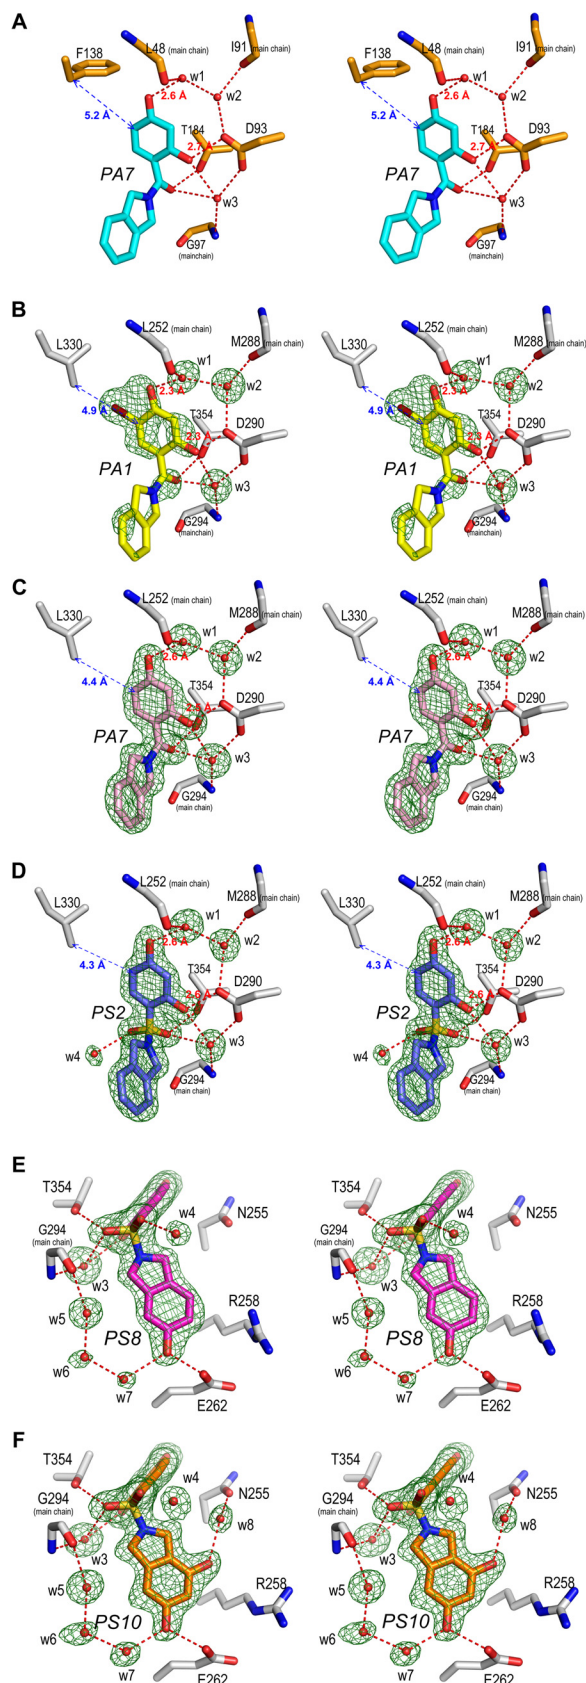 A
F138 L48 (main chain) I91 (main chain) F138 L48 (main chain) I91 (main chain)
w1 w1
2.6 Å w2 2.6 Å w2
5.2 Å 5.2 Å
T184 D93 T184 D93
2.7 2.7
PA7 PA7
w3 w3
G97 G97
(mainchain) (mainchain)
B
L330 L252 (main chain) M288 (main chain) L330 L252 (main chain) M288 (main chain)
w1 w1
w2 w2
4.9 Å 2.3 Å 4.9 Å 2.3 Å
T354 D290 T354 D290
2.3 Å 2.3 Å
PA1 PA1
w3 w3
G294 G294
(mainchain) (mainchain)
C
L330 L252 (main chain) M288 (main chain) L330 L252 (main chain) M288 (main chain)
w1 w1
2.6 Å w2 2.6 Å w2
4.4 Å 4.4 Å
T354 D290 T354 D290
2.5 Å 2.5 Å
PA7 PA7
w3 w3
G294 G294
(main chain) (main chain)
D
L330 L252 (main chain) M288 (main chain) L330 L252 (main chain) M288 (main chain)
w1 w1
2.6 Å w2 2.6 Å w2
4.3 Å 4.3 Å
T354 D290 T354 D290
2.6 2.6 Å
PS2 PS2
w4 w3 w4 w3
G294 G294
(main chain) (main chain)
E
T354 w4 N255 T354 w4 N255
G294 G294
(main chain) (main chain)
w3 w3
w5 R258 w5 R258
PS8 PS8
w6 w7 w6 w7
E262 E262
F
T354 w4 N255 T354 w4 N255
G294 G294
(main chain) (main chain)
w3 w8 w3 w8
w5 R258 w5 R258
PS10 PS10
w6 w7 w6 w7
E262 E262